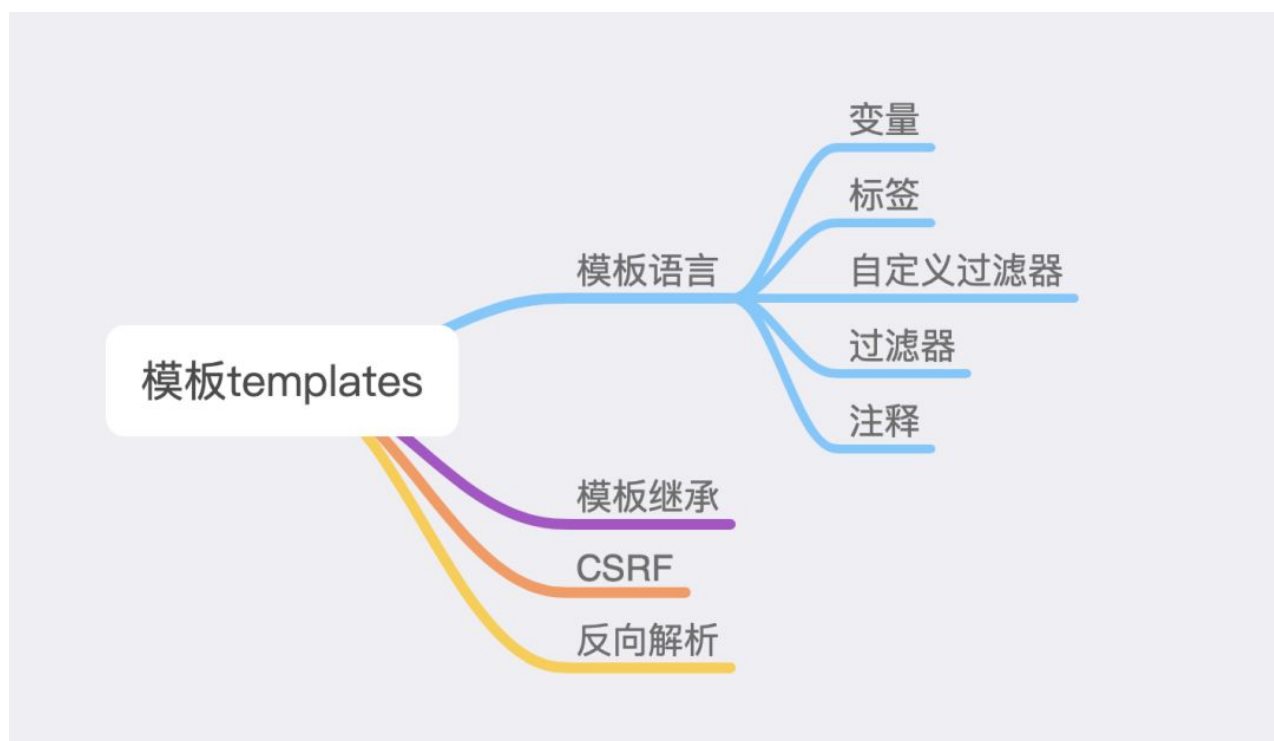 模板templates
模板语言
变量
标签
自定义过滤器
过滤器
注释
模板继承
CSRF
反向解析